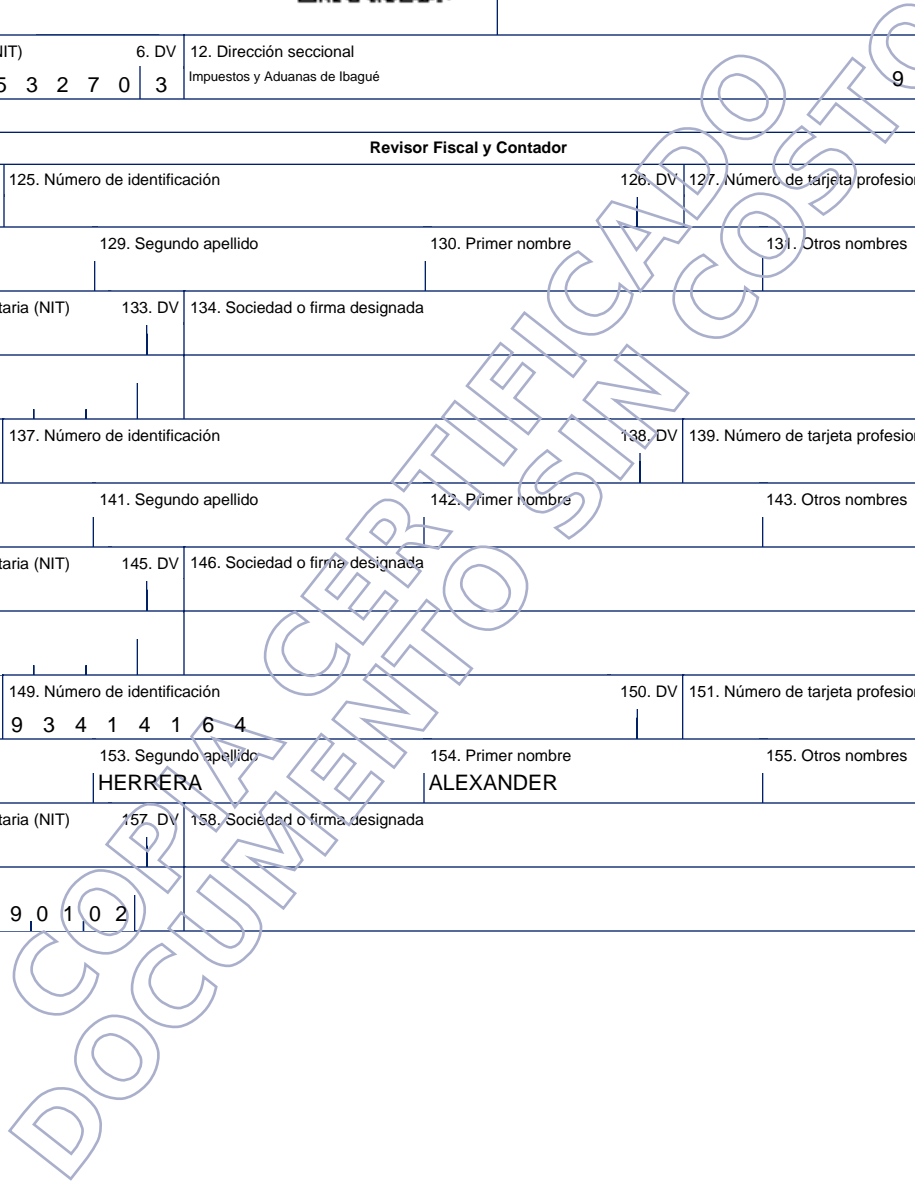 NIT) 6. DV 12. Dirección seccional
5 3 2 7 0 3 Impuestos y Aduanas de Ibagué 9
Revisor Fiscal y Contador
125. Número de identificación 126. DV 127. Número de tarjeta profesion
129. Segundo apellido 130. Primer nombre 131. Otros nombres
taria (NIT) 133. DV 134. Sociedad o firma designada
137. Número de identificación 138. DV 139. Número de tarjeta profesion
141. Segundo apellido 142. Primer nombre 143. Otros nombres
taria (NIT) 145. DV 146. Sociedad o firma designada
149. Número de identificación 150. DV 151. Número de tarjeta profesion
9 3 4 1 4 1 6 4
153. Segundo apellido 154. Primer nombre 155. Otros nombres
HERRERA ALEXANDER
taria (NIT) 157. DV 158. Sociedad o firma designada
9 0 1 0 2
COPIA CERTIFICADO
DOCUMENTO SIN COSTO